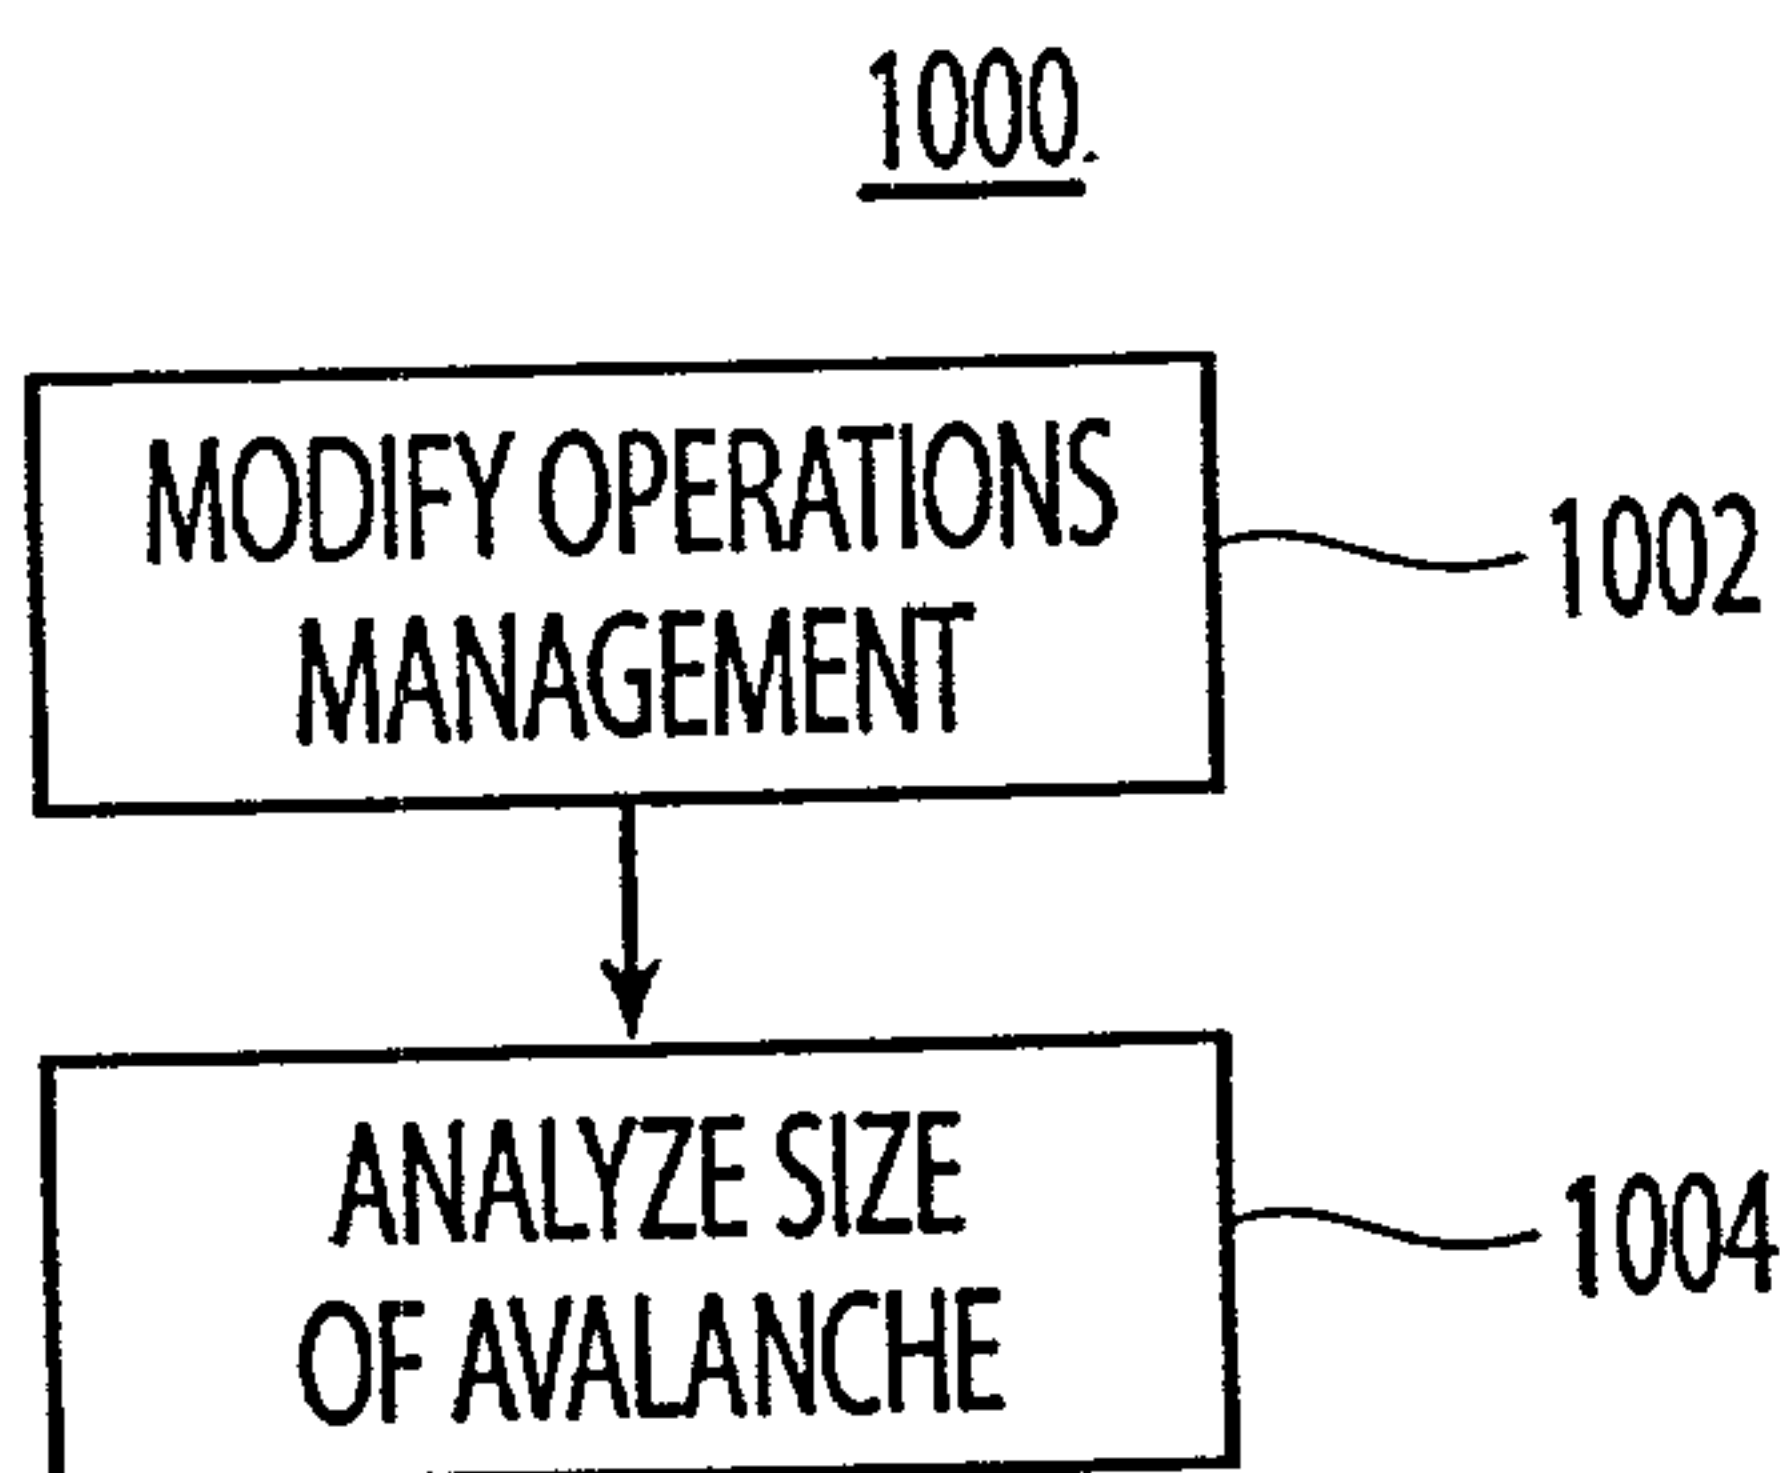 1000
MODIFY OPERATIONS
MANAGEMENT
1002
ANALYZE SIZE
OF AVALANCHE
1004